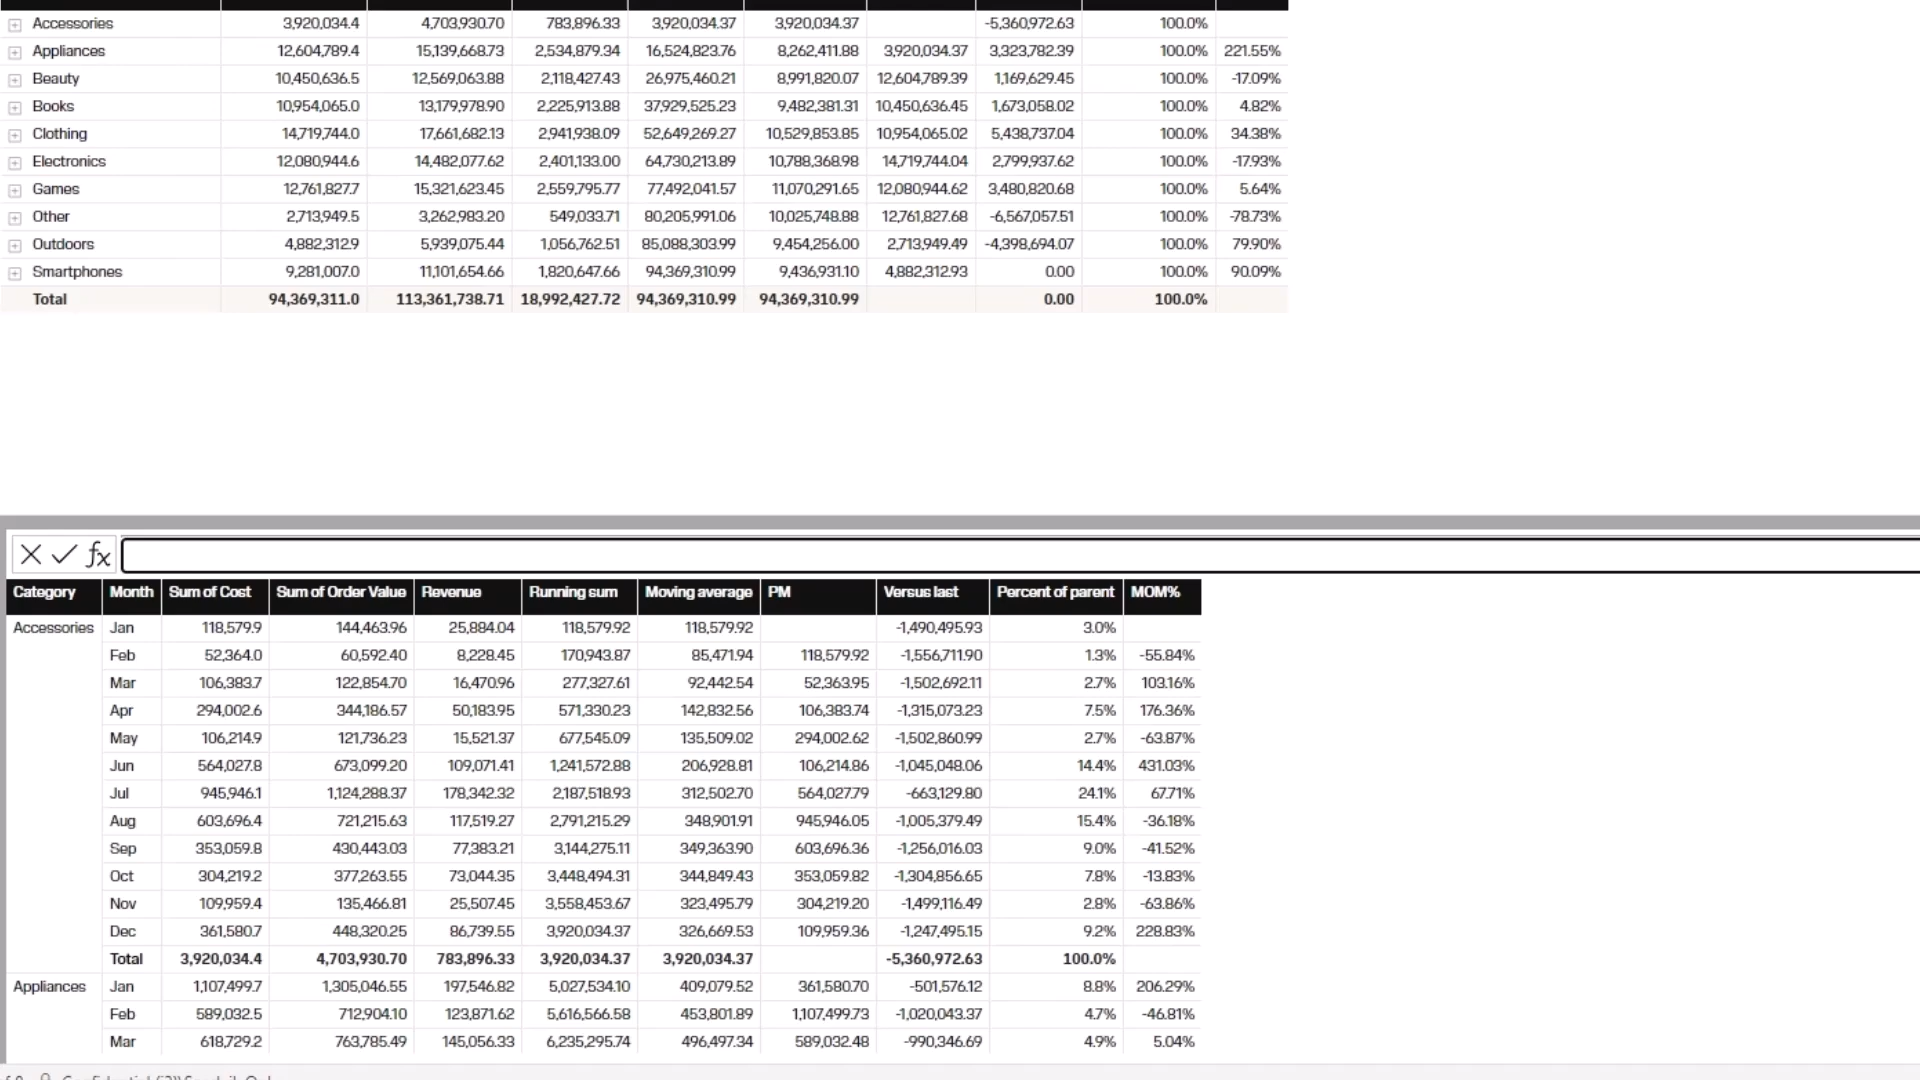 Accessories 3,920,034.4 4,703,930.70 783,896.33 3,920,034.37 3,920,034.37 -5,360,972.63 100.0%
Appliances 12,604,789.4 15,139,668.73 2,534,879.34 16,524,823.76 8,262,411.88 3,920,034.37 3,323,782.39 100.0% 221.55%
Beauty 10,450,636.5 12,569,063.88 2,118,427.43 26,975,460.21 8,991,820.07 12,604,789.39 1,169,629.45 100.0% -17.09%
Books 10,954,065.0 13,179,978.90 2,225,913.88 37,929,525.23 9,482,381.31 10,450,636.45 1,673,058.02 100.0% 4.82%
Clothing 14,719,744.0 17,661,682.13 2,941,938.09 52,649,269.27 10,529,853.85 10,954,065.02 5,438,737.04 100.0% 34.38%
Electronics 12,080,944.6 14,482,077.62 2,401,133.00 64,730,213.89 10,788,368.98 14,719,744.04 2,799,937.62 100.0% -17.93%
Games 12,761,827.7 15,321,623.45 2,559,795.77 77,492,041.57 11,070,291.65 12,080,944.62 3,480,820.68 100.0% 5.64%
Other 2,713,949.5 3,262,983.20 549,033.71 80,205,991.06 10,025,748.88 12,761,827.68 -6,567,057.51 100.0% -78.73%
Outdoors 4,882,312.9 5,939,075.44 1,056,762.51 85,088,303.99 9,454,256.00 2,713,949.49 -4,398,694.07 100.0% 79.90%
Smartphones 9,281,007.0 11,101,654.66 1,820,647.66 94,369,310.99 9,436,931.10 4,882,312.93 0.00 100.0% 90.09%
Total 94,369,311.0 113,361,738.71 18,992,427.72 94,369,310.99 94,369,310.99 0.00 100.0%
fx
Category Month Sum of Cost Sum of Order Value Revenue Running sum Moving average PM Versus last Percent of parent MOM%
Accessories Jan 118,579.9 144,463.96 25,884.04 118,579.92 118,579.92 -1,490,495.93 3.0%
Feb 52,364.0 60,592.40 8,228.45 170,943.87 85,471.94 118,579.92 -1,556,711.90 1.3% -55.84%
Mar 106,383.7 122,854.70 16,470.96 277,327.61 92,442.54 52,363.95 -1,502,692.11 2.7% 103.16%
Apr 294,002.6 344,186.57 50,183.95 571,330.23 142,832.56 106,383.74 -1,315,073.23 7.5% 176.36%
May 106,214.9 121,736.23 15,521.37 677,545.09 135,509.02 294,002.62 -1,502,860.99 2.7% -63.87%
Jun 564,027.8 673,099.20 109,071.41 1,241,572.88 206,928.81 106,214.86 -1,045,048.06 14.4% 431.03%
Jul 945,946.1 1,124,288.37 178,342.32 2,187,518.93 312,502.70 564,027.79 -663,129.80 24.1% 67.71%
Aug 603,696.4 721,215.63 117,519.27 2,791,215.29 348,901.91 945,946.05 -1,005,379.49 15.4% -36.18%
Sep 353,059.8 430,443.03 77,383.21 3,144,275.11 349,363.90 603,696.36 -1,256,016.03 9.0% -41.52%
Oct 304,219.2 377,263.55 73,044.35 3,448,494.31 344,849.43 353,059.82 -1,304,856.65 7.8% -13.83%
Nov 109,959.4 135,466.81 25,507.45 3,558,453.67 323,495.79 304,219.20 -1,499,116.49 2.8% -63.86%
Dec 361,580.7 448,320.25 86,739.55 3,920,034.37 326,669.53 109,959.36 -1,247,495.15 9.2% 228.83%
Total 3,920,034.4 4,703,930.70 783,896.33 3,920,034.37 3,920,034.37 -5,360,972.63 100.0%
Appliances Jan 1,107,499.7 1,305,046.55 197,546.82 5,027,534.10 409,079.52 361,580.70 -501,576.12 8.8% 206.29%
Feb 589,032.5 712,904.10 123,871.62 5,616,566.58 453,801.89 1,107,499.73 -1,020,043.37 4.7% -46.81%
Mar 618,729.2 763,785.49 145,056.33 6,235,295.74 496,497.34 589,032.48 -990,346.69 4.9% 5.04%